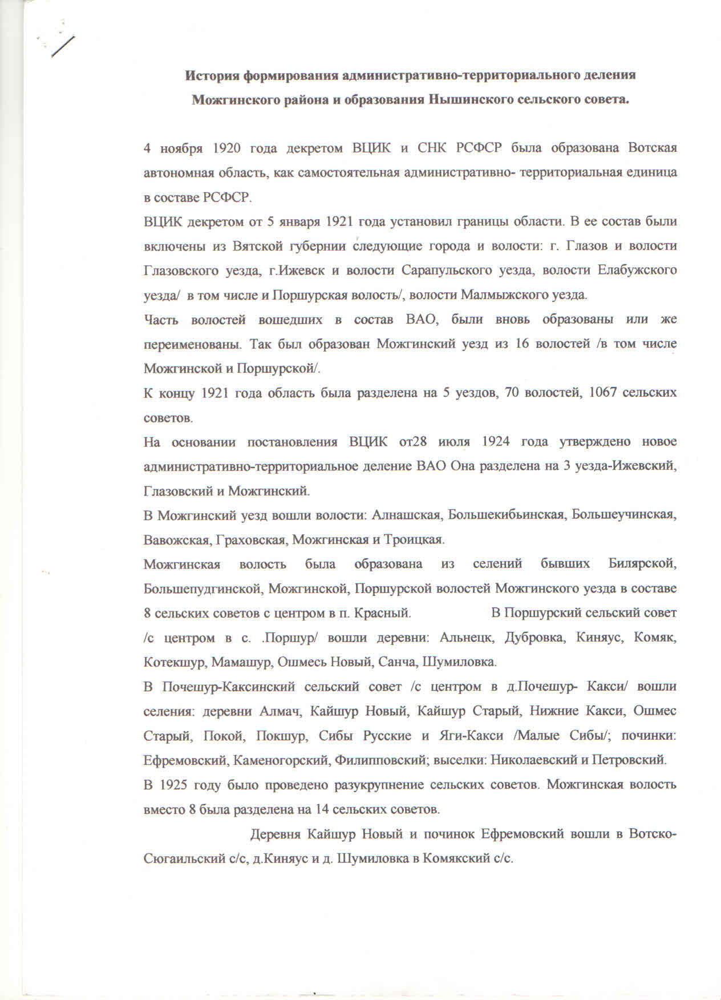 История формирования административно-территориального деления
Можгинского района и образования Нышинского сельского совета.
4 ноября 1920 года декретом ВЦИК и СНК РСФСР была образована Вотская
автономная область, как самостоятельная административно- территориальная единица
в составе РСФСР.
ВЦИК декретом от 5 января 1921 года установил границы области. В ее состав были
включены из Вятской губернии следующие города и волости: г. Глазов и волости
Глазовского уезда, г.Ижевск и волости Сарапульского уезда, волости Елабужского
уезда/ в том числе и Поршурская волость/, волости Малмыжского уезда.
Часть волостей вошедших в состав ВАО, были вновь образованы или же
переименованы. Так был образован Можгинский уезд из 16 волостей /в том числе
Можгинской и Поршурской/.
К концу 1921 года область была разделена на 5 уездов, 70 волостей, 1067 сельских
советов.
На основании постановления ВЦИК от28 июля 1924 года утверждено новое
административно-территориальное деление ВАО Она разделена на 3 уезда-Ижевский,
Глазовский и Можгинский.
В Можгинский уезд вошли волости: Алнашская, Большекибьинская, Большеучинская,
Вавожская, Граховская, Можгинская и Троицкая.
Можгинская волость была образована из селений бывших Билярской,
Большепудгинской, Можгинской, Поршурской волостей Можгинского уезда в составе
8 сельских советов с центром в п. Красный. В Поршурский сельский совет
/с центром в с. .Поршур/ вошли деревни: Альнецк, Дубровка, Киняус, Комяк,
Котекшур, Мамашур, Ошмесь Новый, Санча, Шумиловка.
В Почешур-Каксинский сельский совет /с центром в д.Почешур- Какси/ вошли
селения: деревни Алмач, Кайшур Новый, Кайшур Старый, Нижние Какси, Ошмес
Старый, Покой, Покшур, Сибы Русские и Яги-Какси /Малые Сибы/; починки:
Ефремовский, Каменогорский, Филипповский; выселки: Николаевский и Петровский.
В 1925 году было проведено разукрупнение сельских советов. Можгинская волость
вместо 8 была разделена на 14 сельских советов.
Деревня Кайшур Новый и починок Ефремовский вошли в Вотско-
Сюгаильский с/с, д.Киняус и д. Шумиловка в Комякский с/с.